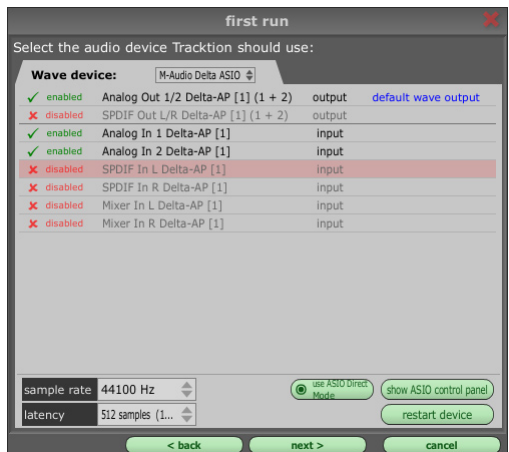 first run
Select the audio device Tracktion should use:
Wave device: M-Audio Delta ASIO
enabled Analog Out 1/2 Delta-AP [1] (1 + 2) output default wave output
disabled SPDIF Out L/R Delta-AP [1] (1 + 2) output
enabled Analog In 1 Delta-AP [1] input
enabled Analog In 2 Delta-AP [1] input
disabled SPDIF In L Delta-AP [1] input
disabled SPDIF In R Delta-AP [1] input
disabled Mixer In L Delta-AP [1] input
disabled Mixer In R Delta-AP [1] input
sample rate 44100 Hz use ASIO Direct Mode show ASIO control panel
latency 512 samples (1... restart device
< back next > cancel